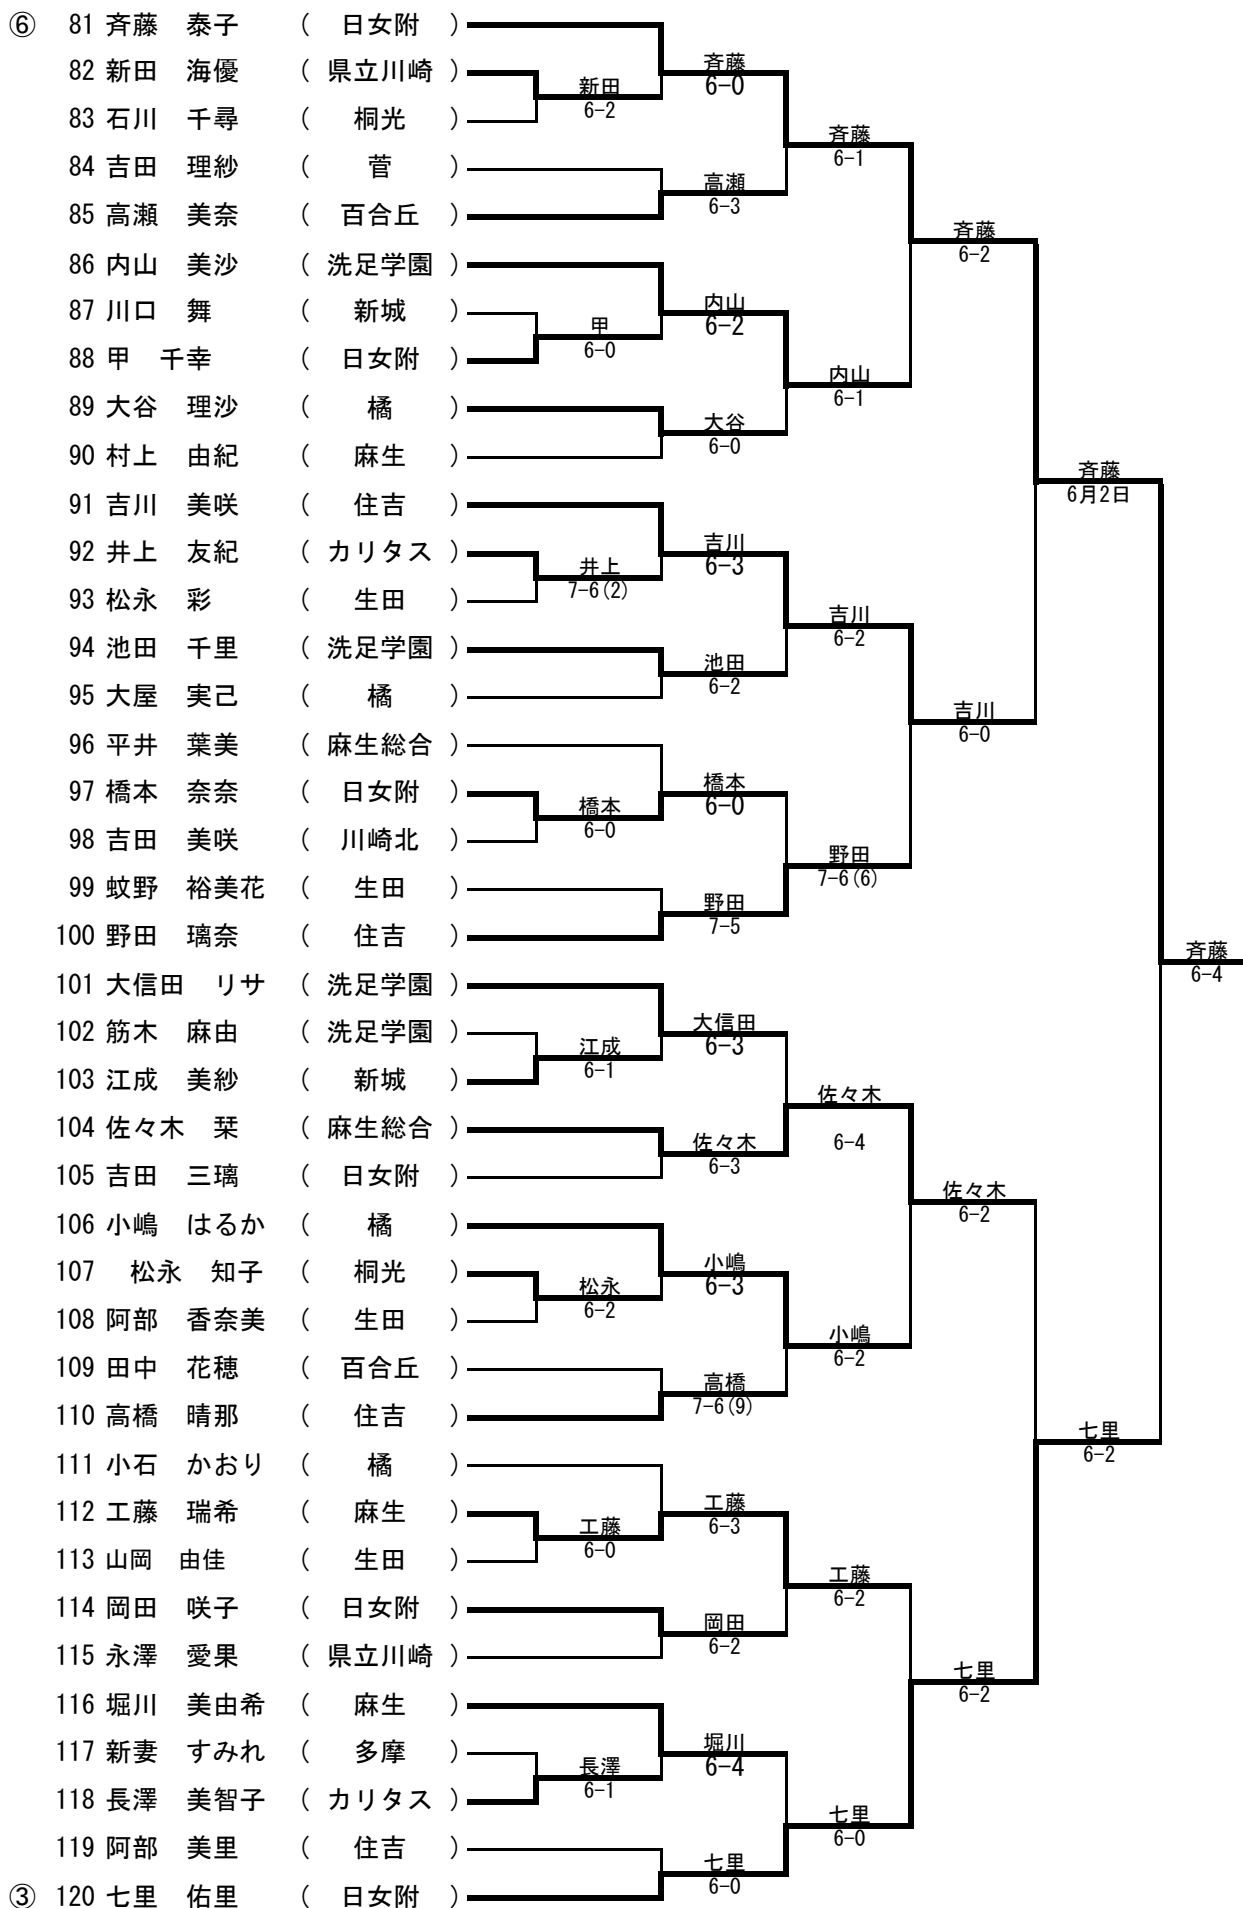 ⑥ 81 斉藤 泰子 ( 日女附 )
82 新田 海優 ( 県立川崎 )
83 石川 千尋 ( 桐光 )
84 吉田 理紗 ( 菅 )
85 高瀬 美奈 ( 百合丘 )
86 内山 美沙 ( 洗足学園 )
87 川口 舞 ( 新城 )
88 甲 千幸 ( 日女附 )
89 大谷 理沙 ( 橘 )
90 村上 由紀 ( 麻生 )
91 吉川 美咲 ( 住吉 )
92 井上 友紀 ( カリタス )
93 松永 彩 ( 生田 )
94 池田 千里 ( 洗足学園 )
95 大屋 実己 ( 橘 )
96 平井 葉美 ( 麻生総合 )
97 橋本 奈奈 ( 日女附 )
98 吉田 美咲 ( 川崎北 )
99 蚊野 裕美花 ( 生田 )
100 野田 璃奈 ( 住吉 )
101 大信田 リサ ( 洗足学園 )
102 筋木 麻由 ( 洗足学園 )
103 江成 美紗 ( 新城 )
104 佐々木 栞 ( 麻生総合 )
105 吉田 三璃 ( 日女附 )
106 小嶋 はるか ( 橘 )
107 松永 知子 ( 桐光 )
108 阿部 香奈美 ( 生田 )
109 田中 花穂 ( 百合丘 )
110 高橋 晴那 ( 住吉 )
111 小石 かおり ( 橘 )
112 工藤 瑞希 ( 麻生 )
113 山岡 由佳 ( 生田 )
114 岡田 咲子 ( 日女附 )
115 永澤 愛果 ( 県立川崎 )
116 堀川 美由希 ( 麻生 )
117 新妻 すみれ ( 多摩 )
118 長澤 美智子 ( カリタス )
119 阿部 美里 ( 住吉 )
③ 120 七里 佑里 ( 日女附 )
新田
6-2
甲
6-0
井上
7-6(2)
橋本
6-0
江成
6-1
松永
6-2
工藤
6-0
長澤
6-1
斉藤
6-0
高瀬
6-3
内山
6-2
大谷
6-0
吉川
6-3
池田
6-2
橋本
6-0
野田
7-5
大信田
6-3
佐々木
6-3
小嶋
6-3
高橋
7-6(9)
工藤
6-3
岡田
6-2
堀川
6-4
七里
6-0
斉藤
6-1
内山
6-1
吉川
6-2
野田
7-6(6)
佐々木
6-4
小嶋
6-2
工藤
6-2
七里
6-0
斉藤
6-2
吉川
6-0
佐々木
6-2
七里
6-2
斉藤
6月2日
七里
6-2
斉藤
6-4